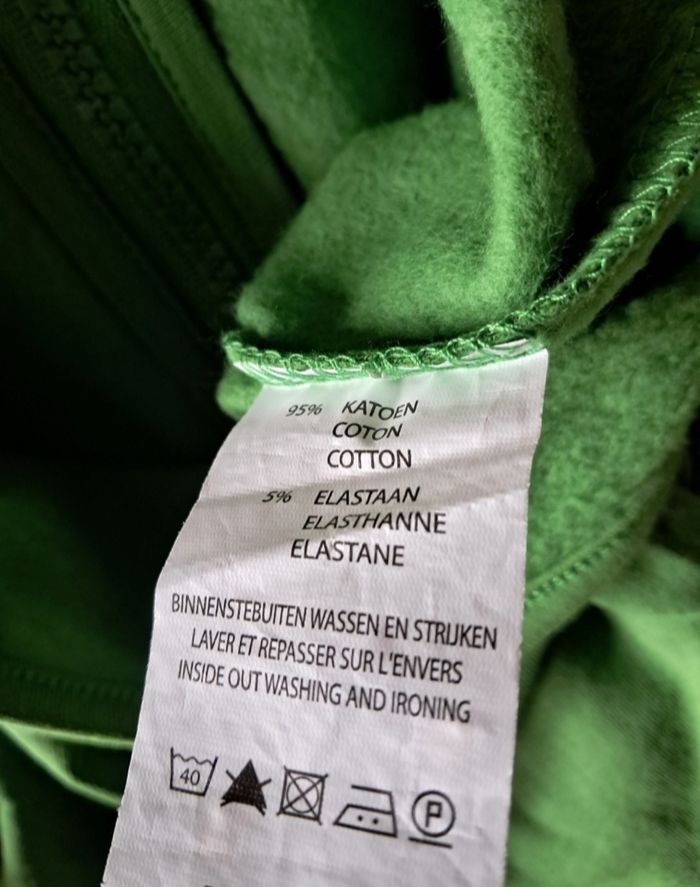 95% KATOEN
COTON
COTTON
5% ELASTAAN
ELASTHANNE
ELASTANE
BINNENSTEBUITEN WASSEN EN STRIJKEN
LAVER ET REPASSER SUR L'ENVERS
INSIDE OUT WASHING AND IRONING
40 P